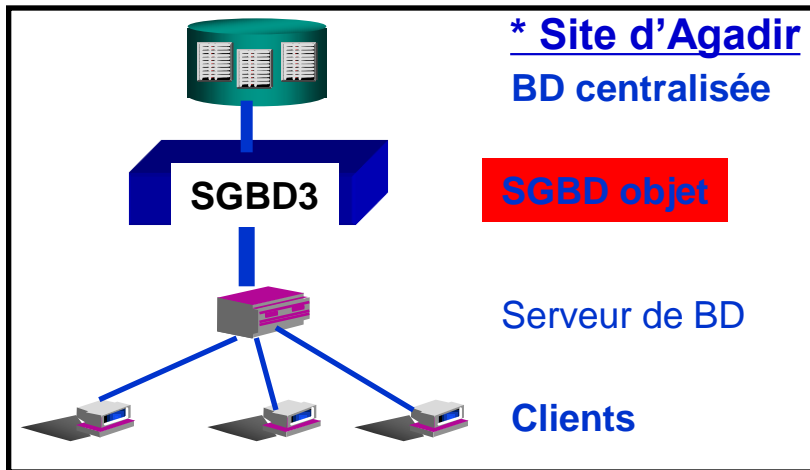 * Site d’Agadir
BD centralisée
SGBD3
SGBD objet
Serveur de BD
Clients